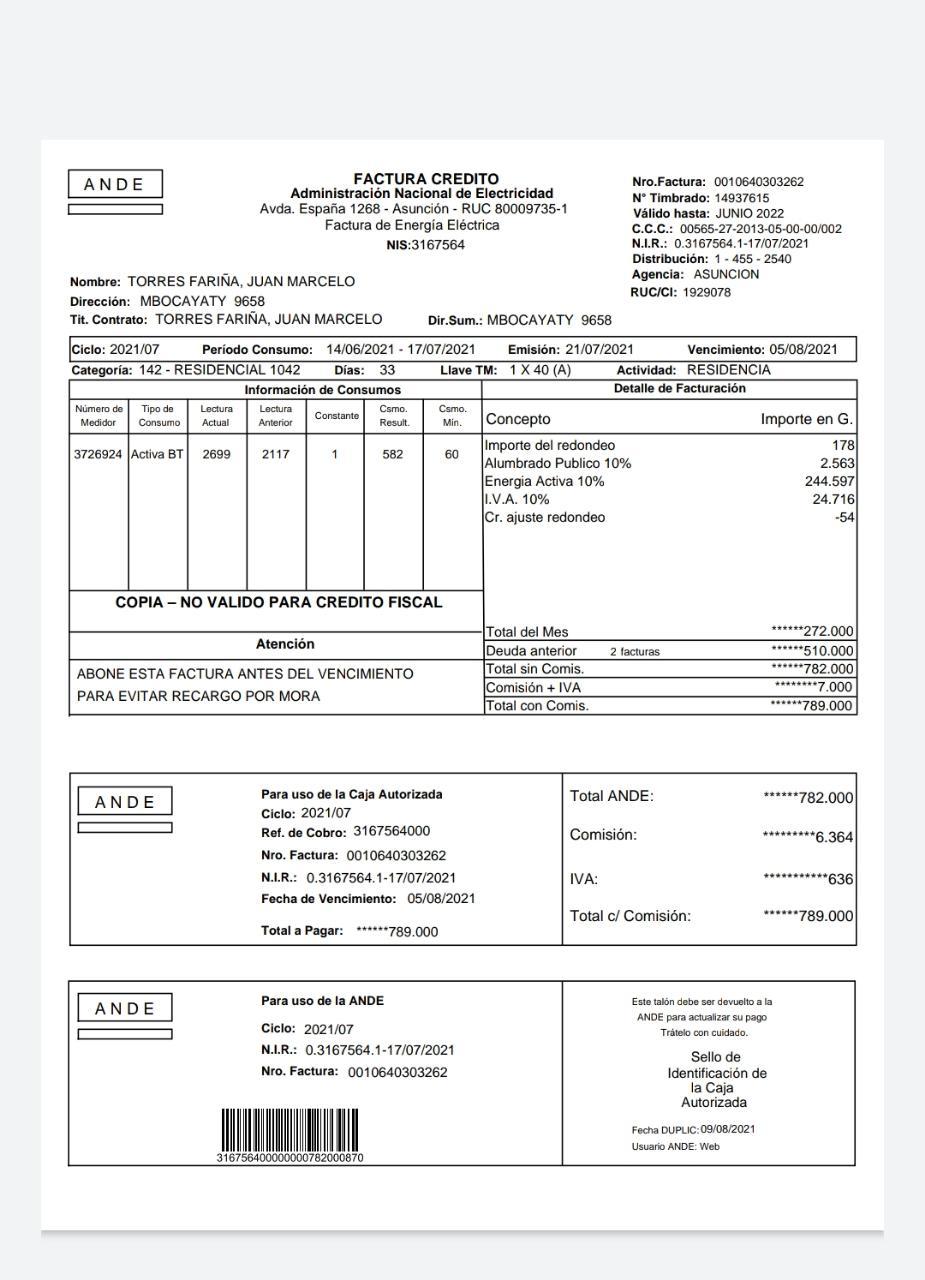 ANDE
FACTURA CREDITO
Administración Nacional de Electricidad
Avda. España 1268 - Asunción - RUC 80009735-1
Factura de Energía Eléctrica
NIS:3167564
Nro.Factura: 0010640303262
N° Timbrado: 14937615
Válido hasta: JUNIO 2022
C.C.C.: 00565-27-2013-05-00-00/002
N.I.R.: 0.3167564.1-17/07/2021
Distribución: 1 - 455 - 2540
Agencia: ASUNCION
RUC/CI: 1929078
Nombre: TORRES FARIÑA, JUAN MARCELO
Dirección: MBOCAYATY 9658
Tit. Contrato: TORRES FARIÑA, JUAN MARCELO Dir.Sum.: MBOCAYATY 9658
Ciclo: 2021/07 Período Consumo: 14/06/2021 - 17/07/2021 Emisión: 21/07/2021 Vencimiento: 05/08/2021
Categoría: 142 - RESIDENCIAL 1042 Días: 33 Llave TM: 1 X 40 (A) Actividad: RESIDENCIA
Información de Consumos
Número de Medidor Tipo de Consumo Lectura Actual Lectura Anterior Constante Csmo. Result. Csmo. Mín.
3726924 Activa BT 2699 2117 1 582 60
COPIA – NO VALIDO PARA CREDITO FISCAL
Atención
ABONE ESTA FACTURA ANTES DEL VENCIMIENTO
PARA EVITAR RECARGO POR MORA
Detalle de Facturación
Concepto Importe en G.
Importe del redondeo 178
Alumbrado Publico 10% 2.563
Energia Activa 10% 244.597
I.V.A. 10% 24.716
Cr. ajuste redondeo -54
Total del Mes ******272.000
Deuda anterior 2 facturas ******510.000
Total sin Comis. ******782.000
Comisión + IVA ********7.000
Total con Comis. ******789.000
ANDE
Para uso de la Caja Autorizada
Ciclo: 2021/07
Ref. de Cobro: 3167564000
Nro. Factura: 0010640303262
N.I.R.: 0.3167564.1-17/07/2021
Fecha de Vencimiento: 05/08/2021
Total a Pagar: ******789.000
Total ANDE: ******782.000
Comisión: *********6.364
IVA: ***********636
Total c/ Comisión: ******789.000
ANDE
Para uso de la ANDE
Ciclo: 2021/07
N.I.R.: 0.3167564.1-17/07/2021
Nro. Factura: 0010640303262
31675640000000782000870
Este talón debe ser devuelto a la
ANDE para actualizar su pago
Trátelo con cuidado.
Sello de
Identificación de
la Caja
Autorizada
Fecha DUPLIC: 09/08/2021
Usuario ANDE: Web